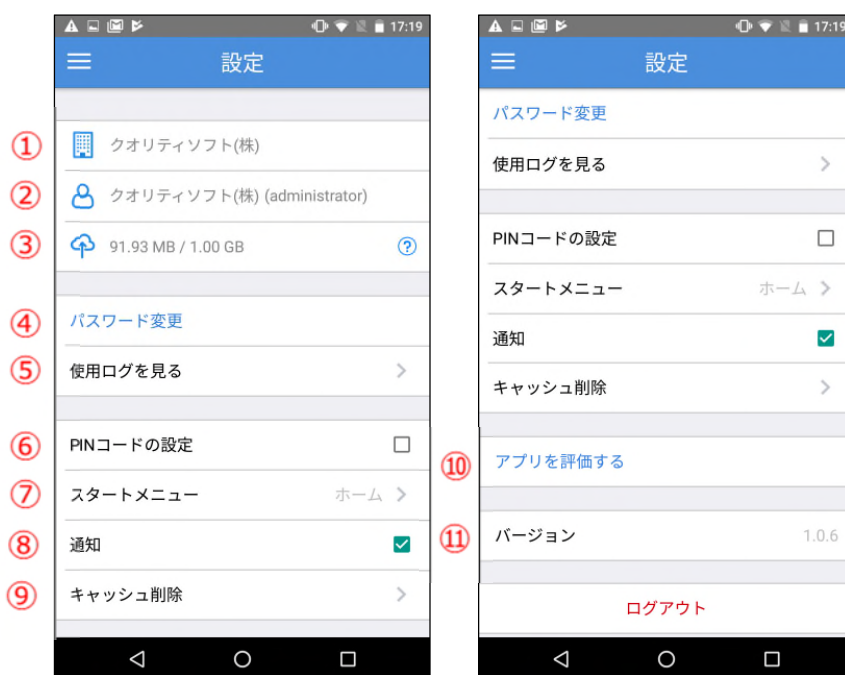 17:19
設定
① クオリティソフト(株)
② クオリティソフト(株) (administrator)
③ 91.93 MB / 1.00 GB ?
④ パスワード変更
⑤ 使用ログを見る
⑥ PINコードの設定
⑦ スタートメニュー ホーム
⑧ 通知
⑨ キャッシュ削除
17:19
設定
パスワード変更
使用ログを見る
PINコードの設定
スタートメニュー ホーム
通知
キャッシュ削除
⑩ アプリを評価する
⑪ バージョン 1.0.6
ログアウト